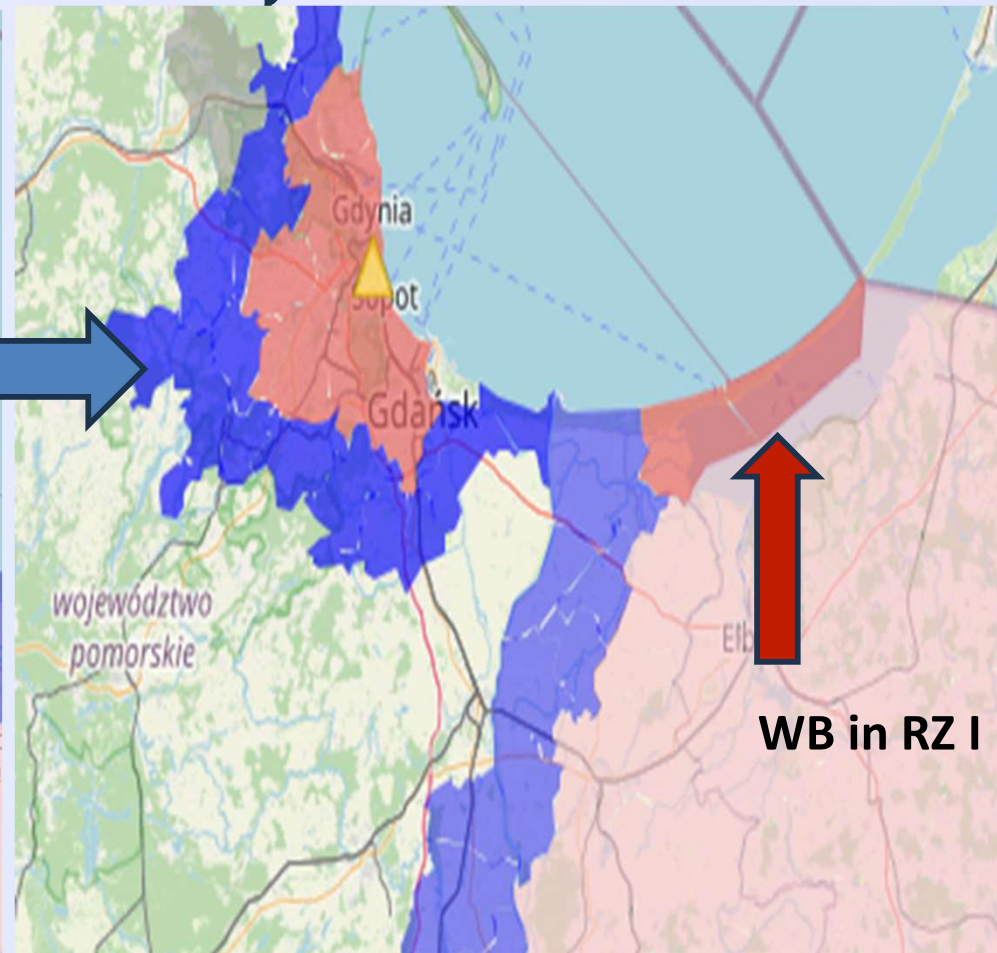 Gdynia
Sopot
Gdańsk
województwo
pomorskie
Elb
WB in RZ I